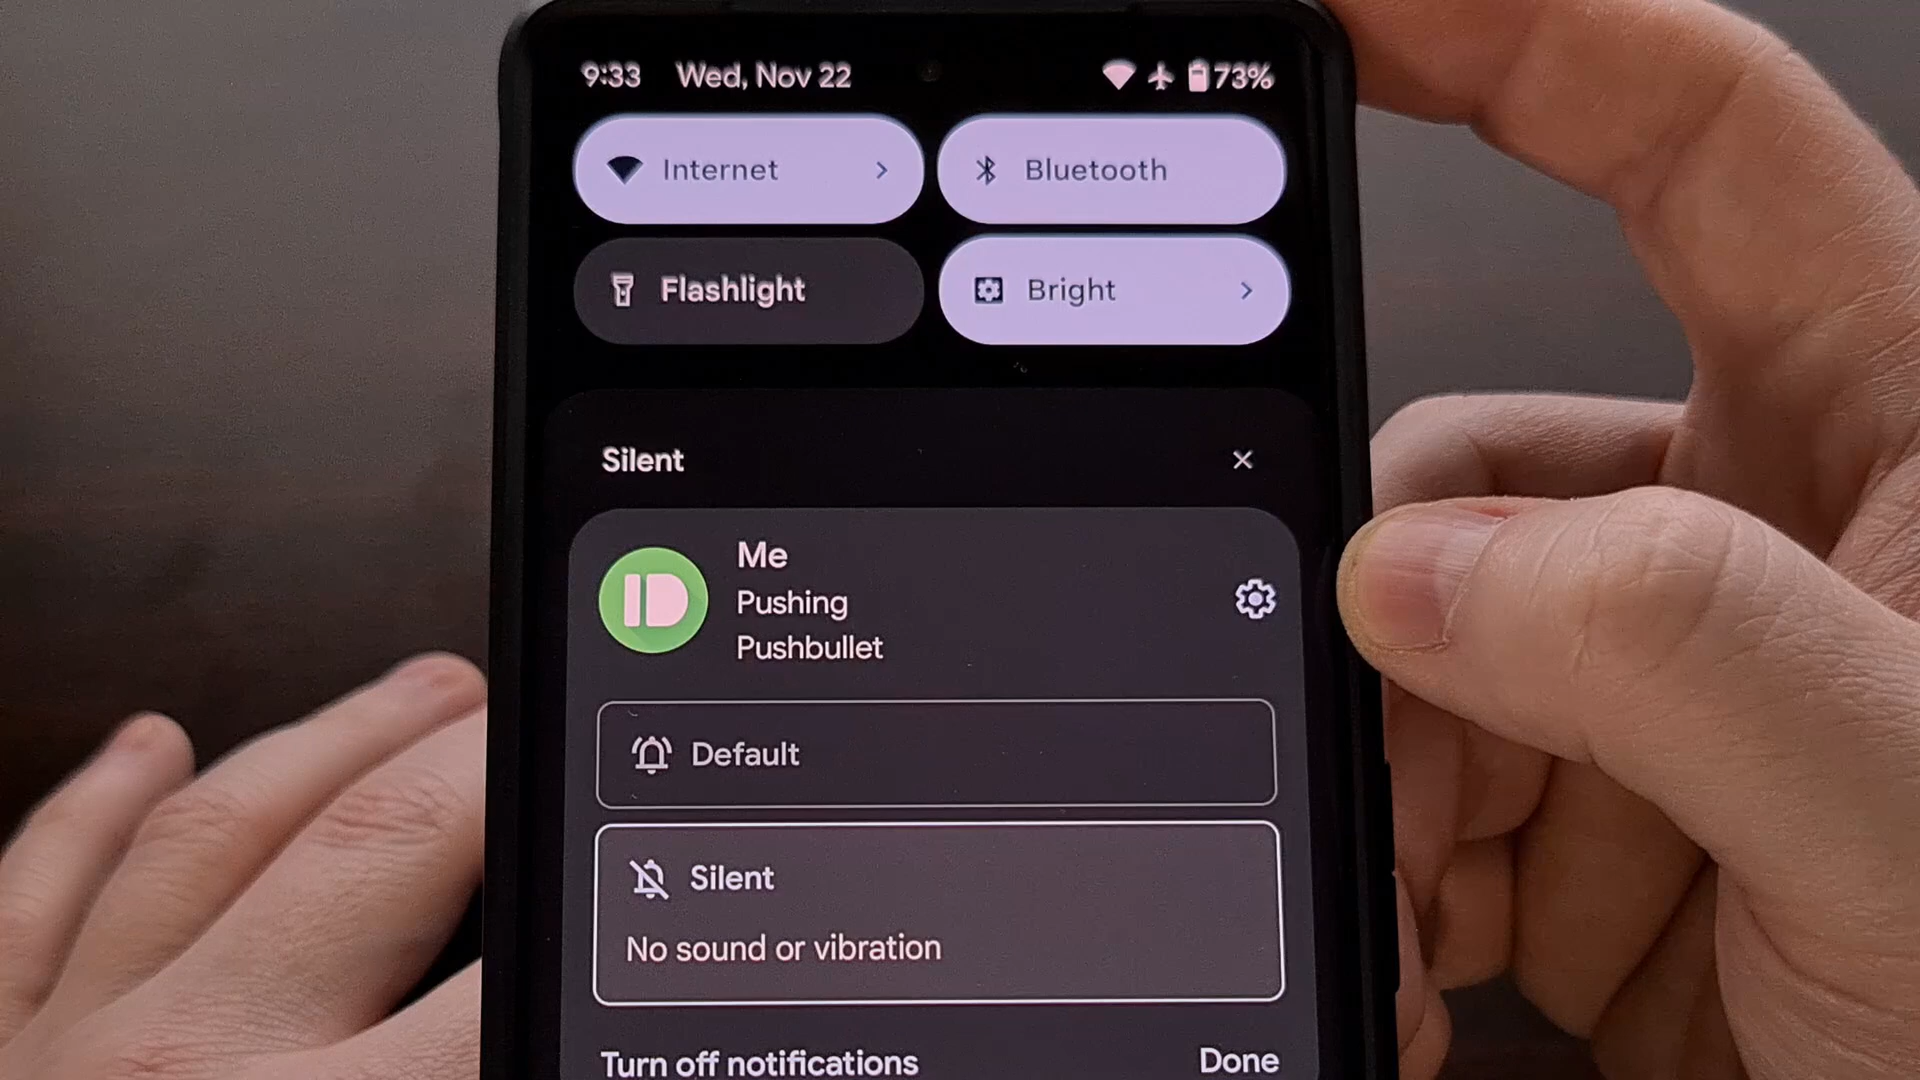 9:33 Wed, Nov 22 73%
Internet
Bluetooth
Flashlight
Bright
Silent
Me
Pushing
Pushbullet
Default
Silent
No sound or vibration
Turn off notifications
Done